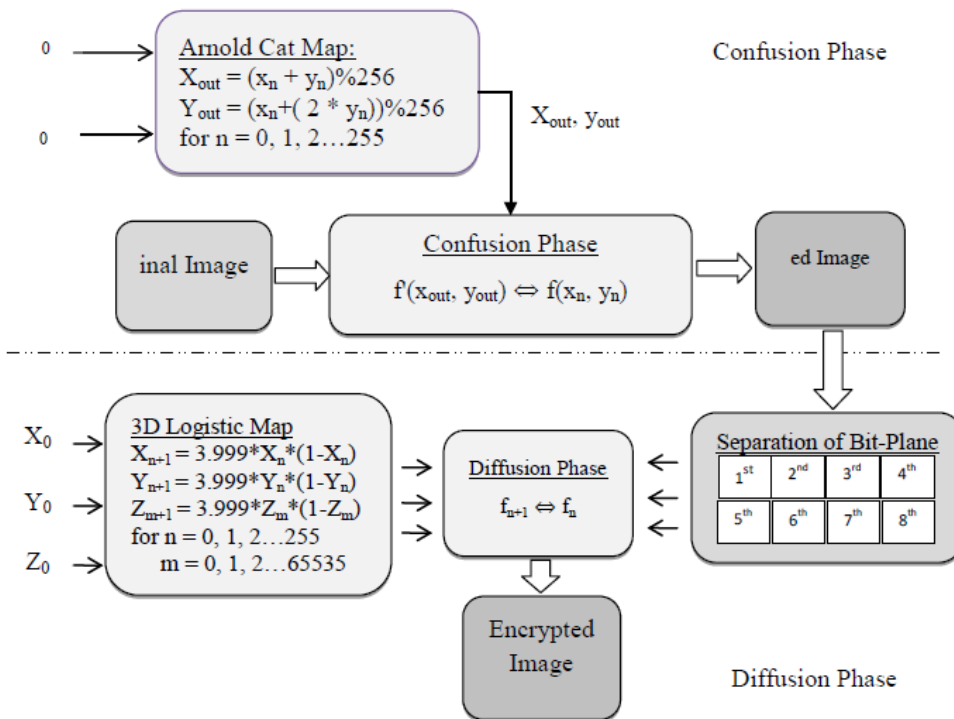 0
0
Arnold Cat Map:
Xout = (xn + yn)%256
Yout = (xn+( 2 * yn))%256
for n = 0, 1, 2…255
Confusion Phase
Xout, yout
inal Image
Confusion Phase
f'(xout, yout) ⇔ f(xn, yn)
ed Image
X0
Y0
Z0
3D Logistic Map
Xn+1 = 3.999*Xn*(1-Xn)
Yn+1 = 3.999*Yn*(1-Yn)
Zm+1 = 3.999*Zm*(1-Zm)
for n = 0, 1, 2…255
m = 0, 1, 2…65535
Diffusion Phase
fn+1 ⇔ fn
Separation of Bit-Plane
1st 2nd 3rd 4th
5th 6th 7th 8th
Encrypted
Image
Diffusion Phase